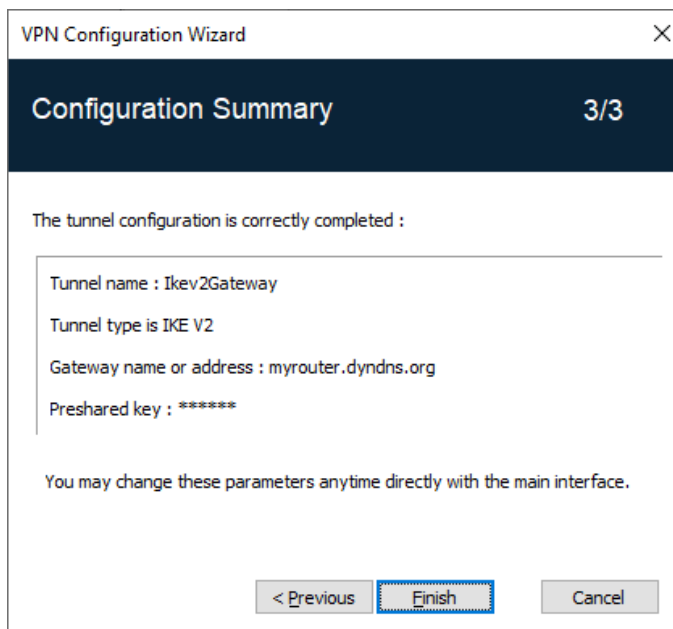 VPN Configuration Wizard
Configuration Summary 3/3
The tunnel configuration is correctly completed :
Tunnel name : Ikev2Gateway
Tunnel type is IKE V2
Gateway name or address : myrouter.dyndns.org
Preshared key : ******
You may change these parameters anytime directly with the main interface.
< Previous Finish Cancel